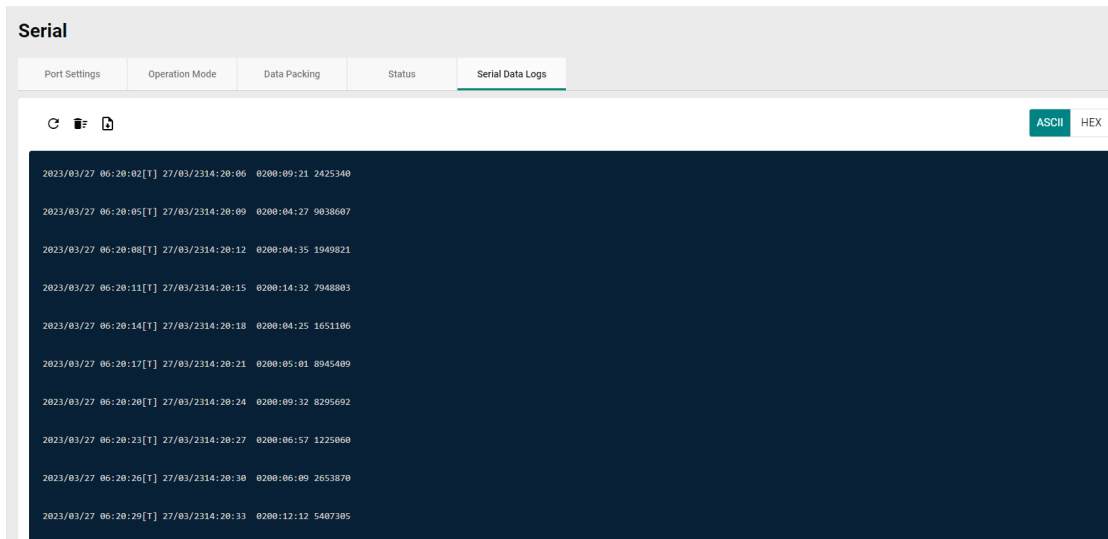 Serial
Port Settings Operation Mode Data Packing Status Serial Data Logs
ASCII HEX
2023/03/27 06:20:02[T] 27/03/2314:20:06  0200:09:21 2425340
2023/03/27 06:20:05[T] 27/03/2314:20:09  0200:04:27 9038607
2023/03/27 06:20:08[T] 27/03/2314:20:12  0200:04:35 1949821
2023/03/27 06:20:11[T] 27/03/2314:20:15  0200:14:32 7948803
2023/03/27 06:20:14[T] 27/03/2314:20:18  0200:04:25 1651106
2023/03/27 06:20:17[T] 27/03/2314:20:21  0200:05:01 8945409
2023/03/27 06:20:20[T] 27/03/2314:20:24  0200:09:32 8295692
2023/03/27 06:20:23[T] 27/03/2314:20:27  0200:06:57 1225060
2023/03/27 06:20:26[T] 27/03/2314:20:30  0200:06:09 2653870
2023/03/27 06:20:29[T] 27/03/2314:20:33  0200:12:12 5407305